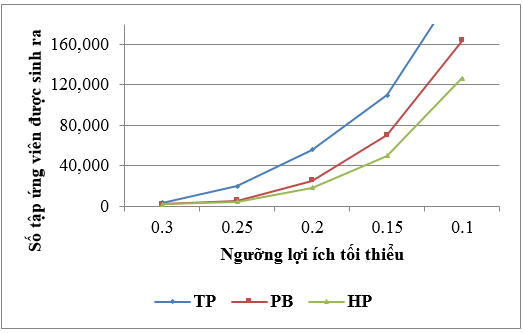 Số tập ứng viên được sinh ra
160,000
120,000
80,000
40,000
0
0.3 0.25 0.2 0.15 0.1
Ngưỡng lợi ích tối thiểu
TP PB HP